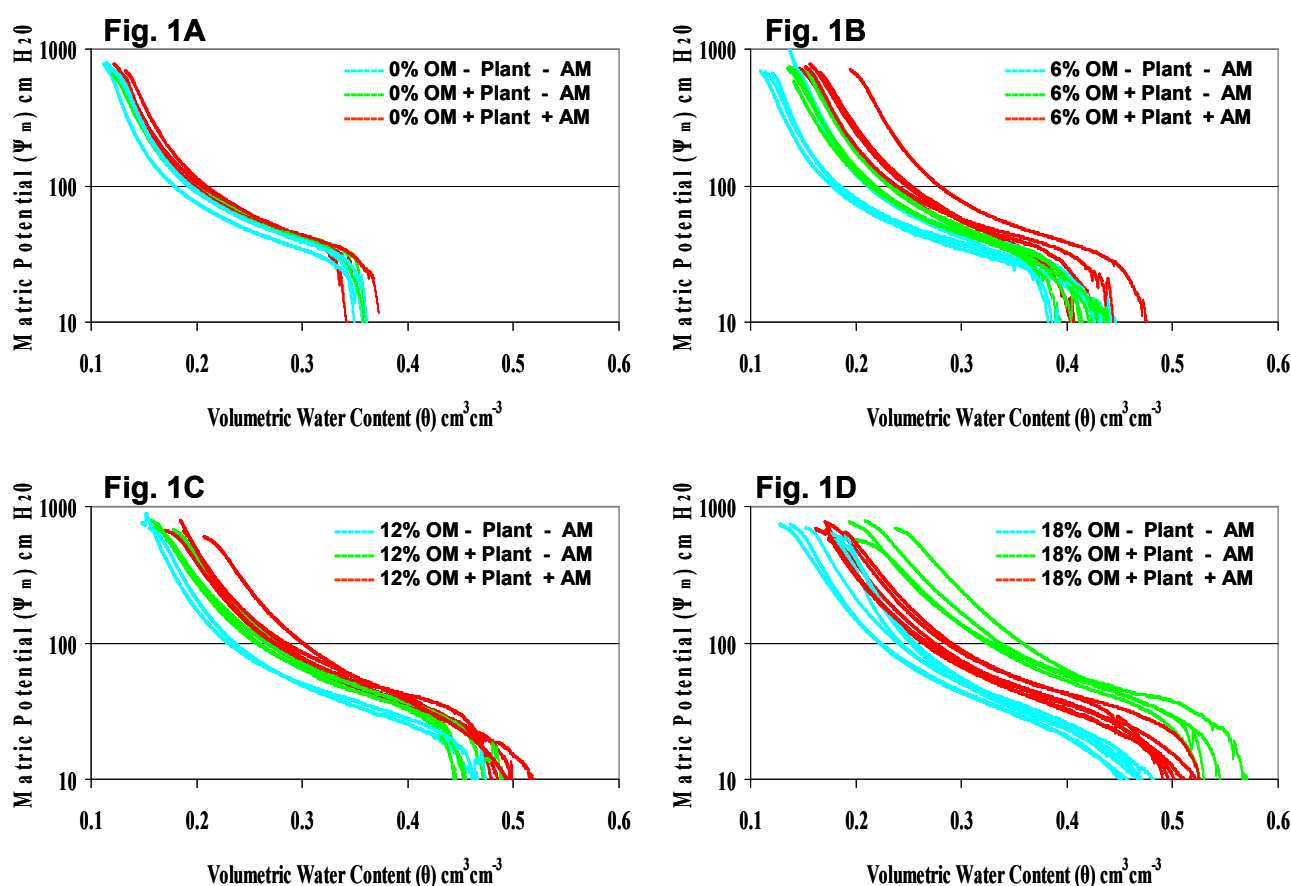 Fig. 1A
Matric Potential (Ψm) cm H20
1000
100
10
0% OM - Plant - AM
0% OM + Plant - AM
0% OM + Plant + AM
0.1 0.2 0.3 0.4 0.5 0.6
Volumetric Water Content (θ) cm³cm⁻³
Fig. 1B
Matric Potential (Ψm) cm H20
1000
100
10
6% OM - Plant - AM
6% OM + Plant - AM
6% OM + Plant + AM
0.1 0.2 0.3 0.4 0.5 0.6
Volumetric Water Content (θ) cm³cm⁻³
Fig. 1C
Matric Potential (Ψm) cm H20
1000
100
10
12% OM - Plant - AM
12% OM + Plant - AM
12% OM + Plant + AM
0.1 0.2 0.3 0.4 0.5 0.6
Volumetric Water Content (θ) cm³cm⁻³
Fig. 1D
Matric Potential (Ψm) cm H20
1000
100
10
18% OM - Plant - AM
18% OM + Plant - AM
18% OM + Plant + AM
0.1 0.2 0.3 0.4 0.5 0.6
Volumetric Water Content (θ) cm³cm⁻³